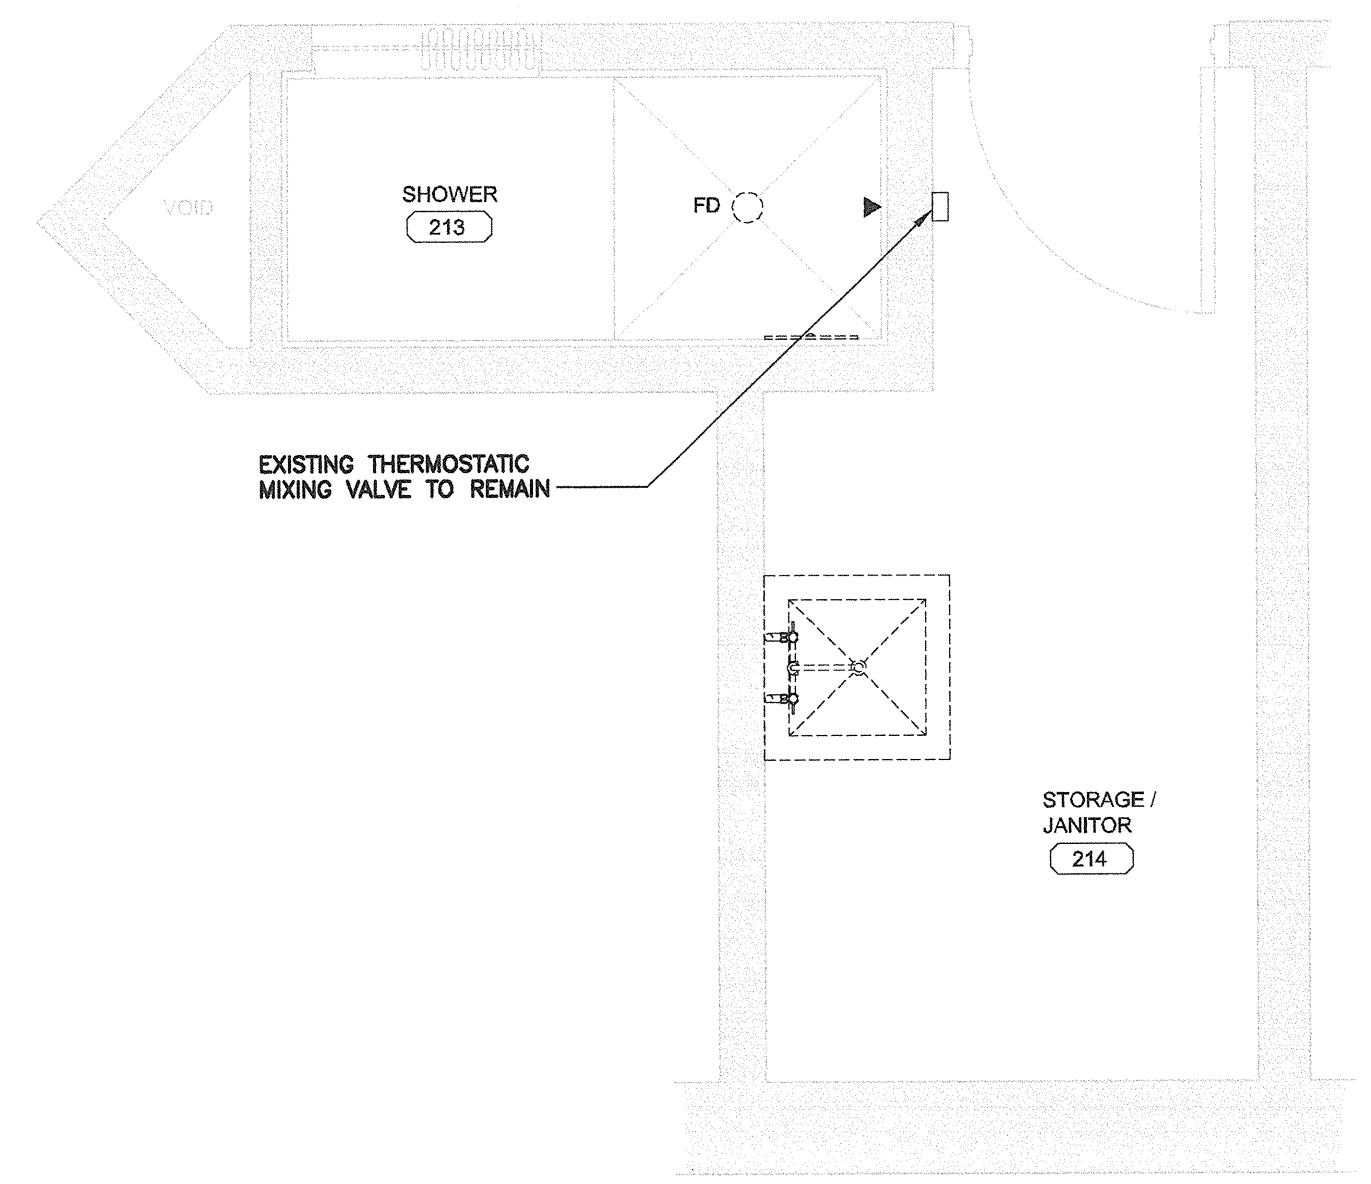 VOID
SHOWER
213
FD
EXISTING THERMOSTATIC
MIXING VALVE TO REMAIN
STORAGE /
JANITOR
214